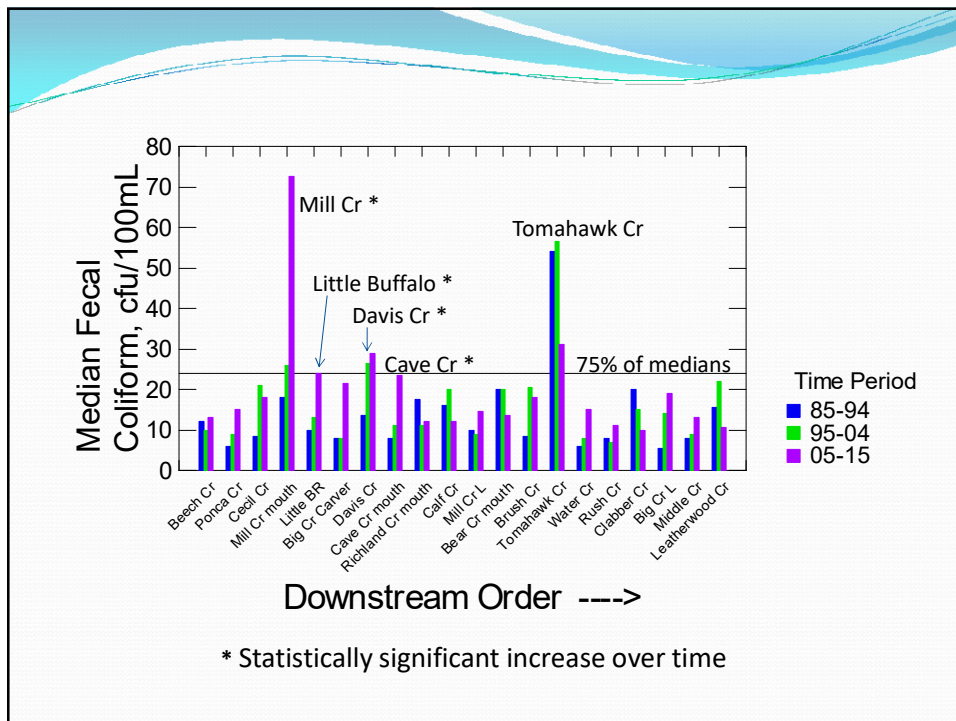 Median Fecal
Coliform, cfu/100mL
80
70
60
50
40
30
20
10
0
Mill Cr *
Little Buffalo *
Davis Cr *
Cave Cr *
Tomahawk Cr
75% of medians
Time Period
85-94
95-04
05-15
Beech Cr
Ponca Cr
Cecil Cr
Mill Cr mouth
Little BR
Big Cr Carver
Davis Cr
Cave Cr mouth
Richland Cr mouth
Calf Cr
Mill Cr L
Bear Cr mouth
Brush Cr
Tomahawk Cr
Water Cr
Rush Cr
Clabber Cr
Big Cr L
Middle Cr
Leatherwood Cr
Downstream Order ---->
* Statistically significant increase over time